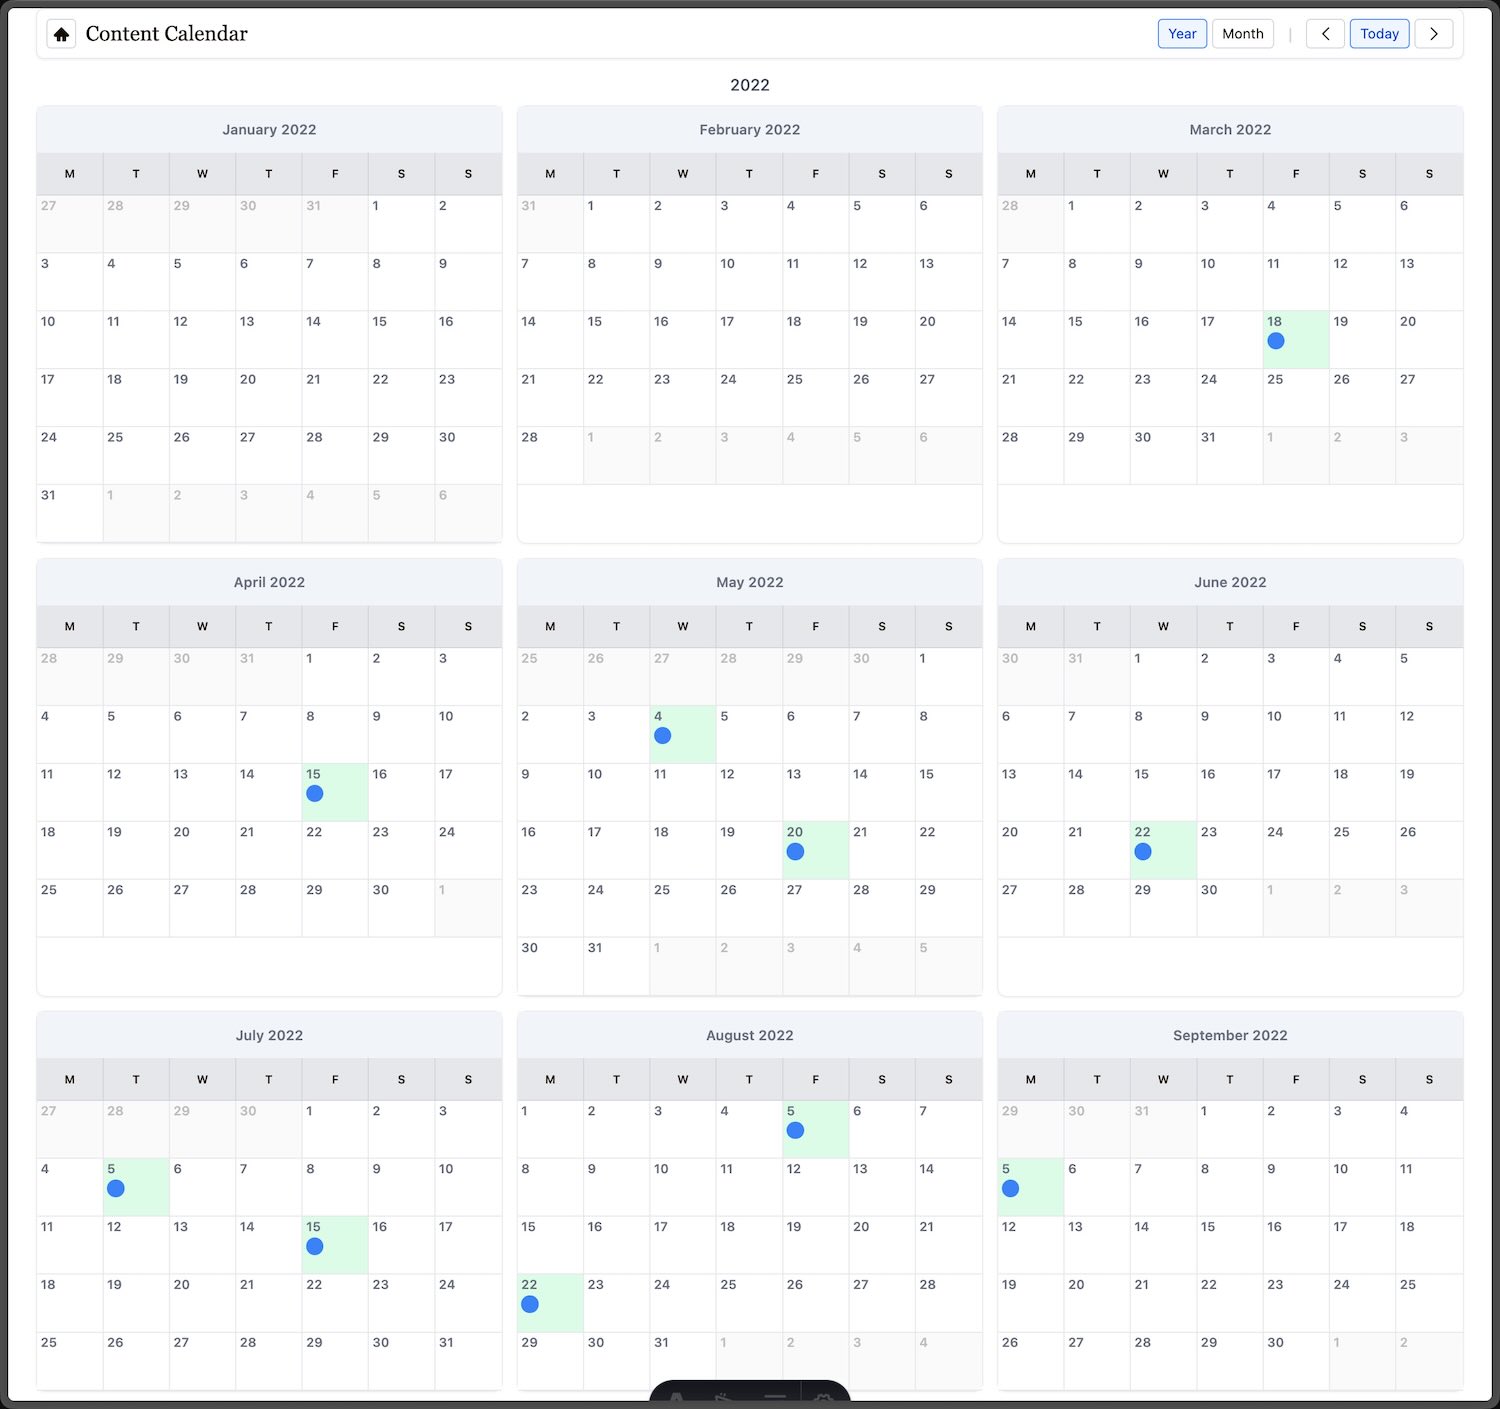 Content Calendar
Year Month | Today
2022
January 2022
M T W T F S S
27 28 29 30 31 1 2
3 4 5 6 7 8 9
10 11 12 13 14 15 16
17 18 19 20 21 22 23
24 25 26 27 28 29 30
31 1 2 3 4 5 6
February 2022
M T W T F S S
31 1 2 3 4 5 6
7 8 9 10 11 12 13
14 15 16 17 18 19 20
21 22 23 24 25 26 27
28 1 2 3 4 5 6
March 2022
M T W T F S S
28 1 2 3 4 5 6
7 8 9 10 11 12 13
14 15 16 17 18 19 20
21 22 23 24 25 26 27
28 29 30 31 1 2 3
April 2022
M T W T F S S
28 29 30 31 1 2 3
4 5 6 7 8 9 10
11 12 13 14 15 16 17
18 19 20 21 22 23 24
25 26 27 28 29 30 1
May 2022
M T W T F S S
25 26 27 28 29 30 1
2 3 4 5 6 7 8
9 10 11 12 13 14 15
16 17 18 19 20 21 22
23 24 25 26 27 28 29
30 31 1 2 3 4 5
June 2022
M T W T F S S
30 31 1 2 3 4 5
6 7 8 9 10 11 12
13 14 15 16 17 18 19
20 21 22 23 24 25 26
27 28 29 30 1 2 3
July 2022
M T W T F S S
27 28 29 30 1 2 3
4 5 6 7 8 9 10
11 12 13 14 15 16 17
18 19 20 21 22 23 24
25 26 27 28 29 30 31
August 2022
M T W T F S S
1 2 3 4 5 6 7
8 9 10 11 12 13 14
15 16 17 18 19 20 21
22 23 24 25 26 27 28
29 30 31 1 2 3 4
September 2022
M T W T F S S
29 30 31 1 2 3 4
5 6 7 8 9 10 11
12 13 14 15 16 17 18
19 20 21 22 23 24 25
26 27 28 29 30 1 2